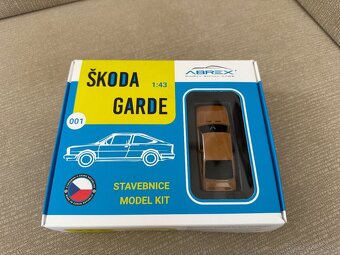 ŠKODA
1:43
GARDE
ABREX
001
STAVEBNICE
MODEL KIT